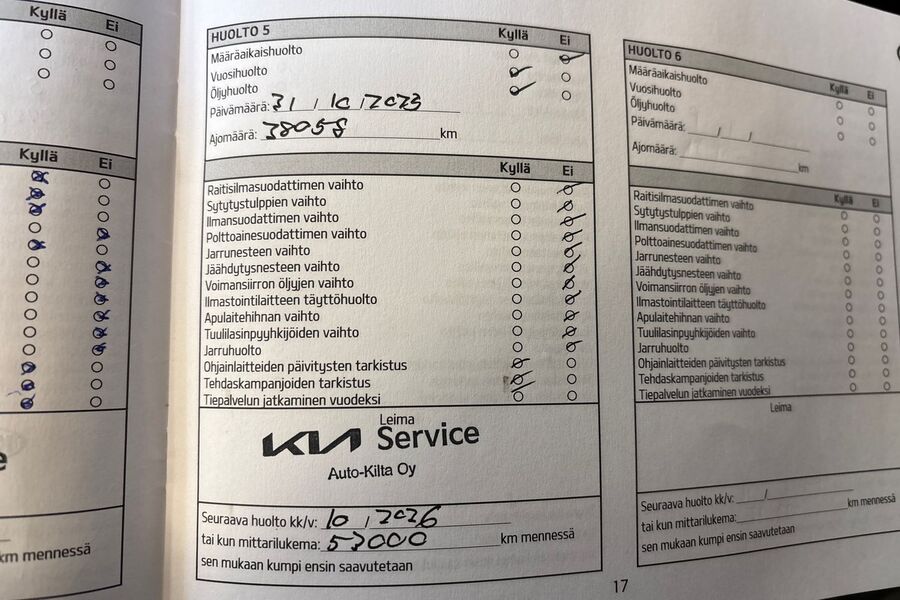 Kyllä Ei
Kyllä Ei
km mennessä
HUOLTO 5 Kyllä Ei
Määräaikaishuolto
Vuosihuolto
Öljyhuolto
Päivämäärä: 31 / 10 / 2023
Ajomäärä: 38058 km
Kyllä Ei
Raitisilmasuodattimen vaihto
Sytytystulppien vaihto
Ilmansuodattimen vaihto
Polttoainesuodattimen vaihto
Jarrunesteen vaihto
Jäähdytysnesteen vaihto
Voimansiirron öljyjen vaihto
Ilmastointilaitteen täyttöhuolto
Apulaitehihnan vaihto
Tuulilasinpyyhkijöiden vaihto
Jarruhuolto
Ohjainlaitteiden päivitysten tarkistus
Tehdaskampanjoiden tarkistus
Tiepalvelun jatkaminen vuodeksi
Leima
KIA Service
Auto-Kilta Oy
Seuraava huolto kk/v: 10 / 2026
tai kun mittarilukema: 53000 km mennessä
sen mukaan kumpi ensin saavutetaan
17
HUOLTO 6 Kyllä Ei
Määräaikaishuolto
Vuosihuolto
Öljyhuolto
Päivämäärä: / /
Ajomäärä: km
Kyllä Ei
Raitisilmasuodattimen vaihto
Sytytystulppien vaihto
Ilmansuodattimen vaihto
Polttoainesuodattimen vaihto
Jarrunesteen vaihto
Jäähdytysnesteen vaihto
Voimansiirron öljyjen vaihto
Ilmastointilaitteen täyttöhuolto
Apulaitehihnan vaihto
Tuulilasinpyyhkijöiden vaihto
Jarruhuolto
Ohjainlaitteiden päivitysten tarkistus
Tehdaskampanjoiden tarkistus
Tiepalvelun jatkaminen vuodeksi
Leima
Seuraava huolto kk/v: /
tai kun mittarilukema: km mennessä
sen mukaan kumpi ensin saavutetaan